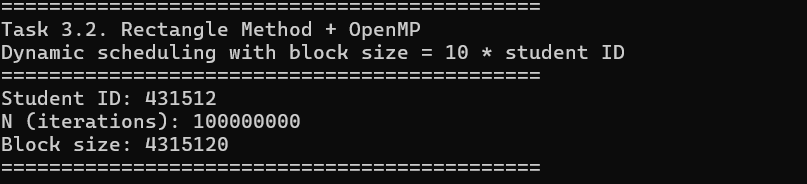 =============================================
Task 3.2. Rectangle Method + OpenMP
Dynamic scheduling with block size = 10 * student ID
=============================================
Student ID: 431512
N (iterations): 100000000
Block size: 4315120
=============================================